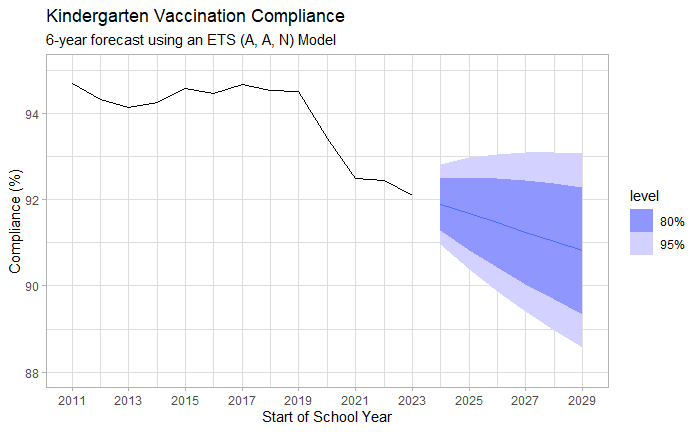 Kindergarten Vaccination Compliance
6-year forecast using an ETS (A, A, N) Model
94
92
90
88
Compliance (%)
2011 2013 2015 2017 2019 2021 2023 2025 2027 2029
Start of School Year
level
80%
95%